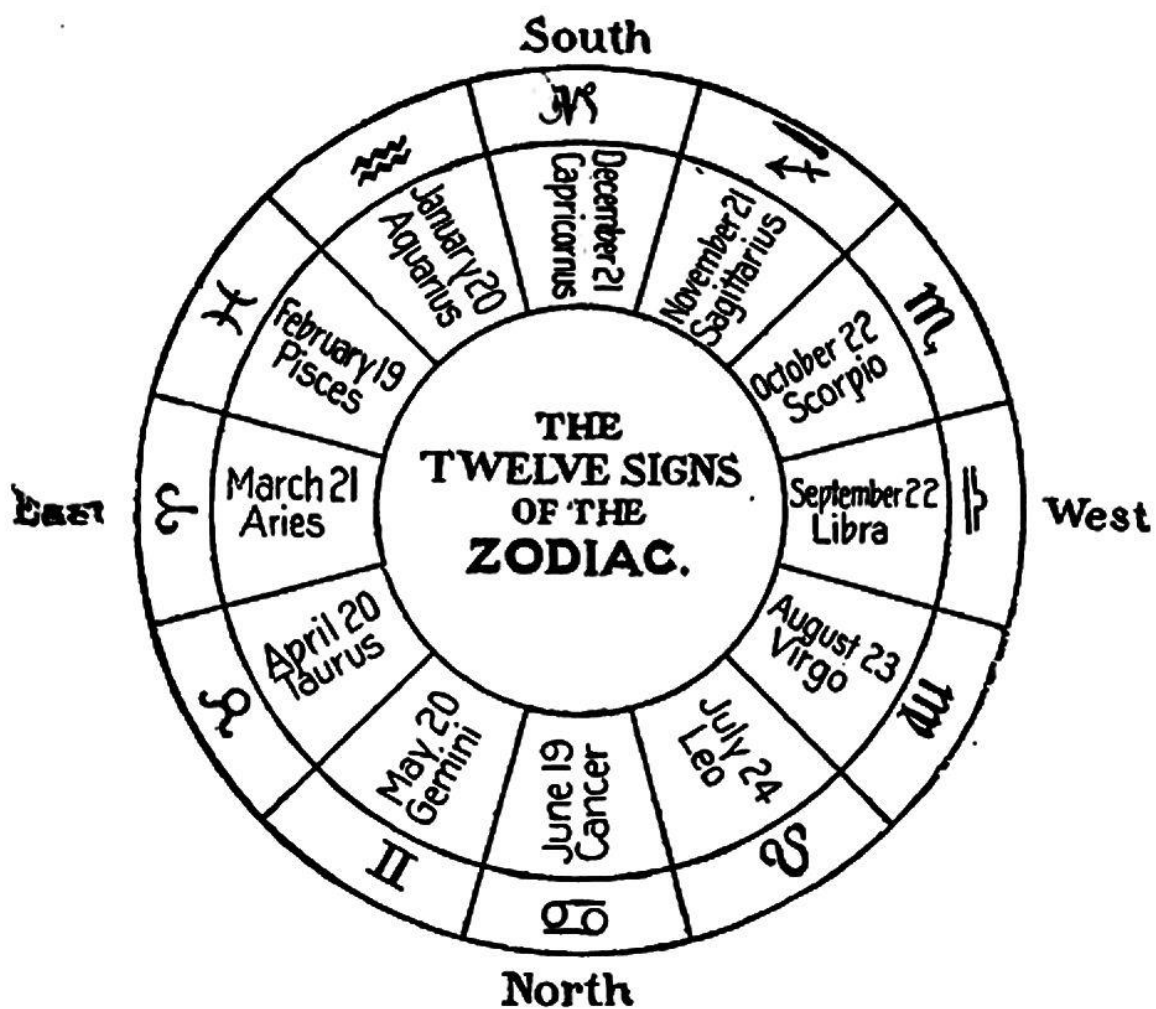 South
December 21
Capricornus
November 21
Sagittarius
October 22
Scorpio
September 22
Libra
August 23
Virgo
July 24
Leo
June 19
Cancer
May 20
Gemini
April 20
Taurus
March 21
Aries
February 19
Pisces
January 20
Aquarius
THE
TWELVE SIGNS
OF THE
ZODIAC.
East
West
North